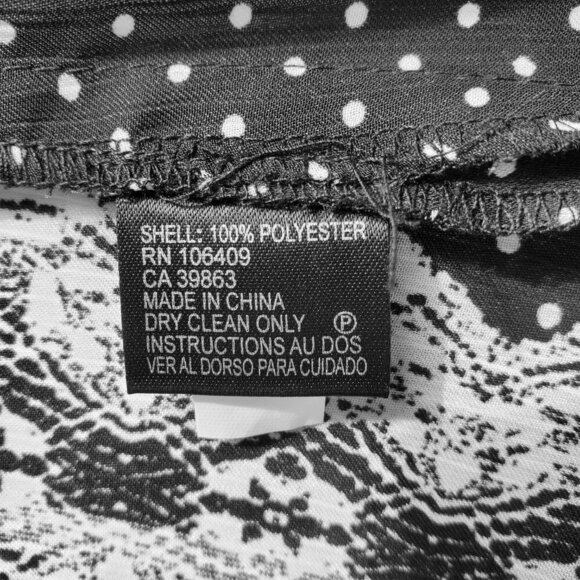 SHELL: 100% POLYESTER
RN 106409
CA 39863
MADE IN CHINA
DRY CLEAN ONLY Ⓟ
INSTRUCTIONS AU DOS
VER AL DORSO PARA CUIDADO